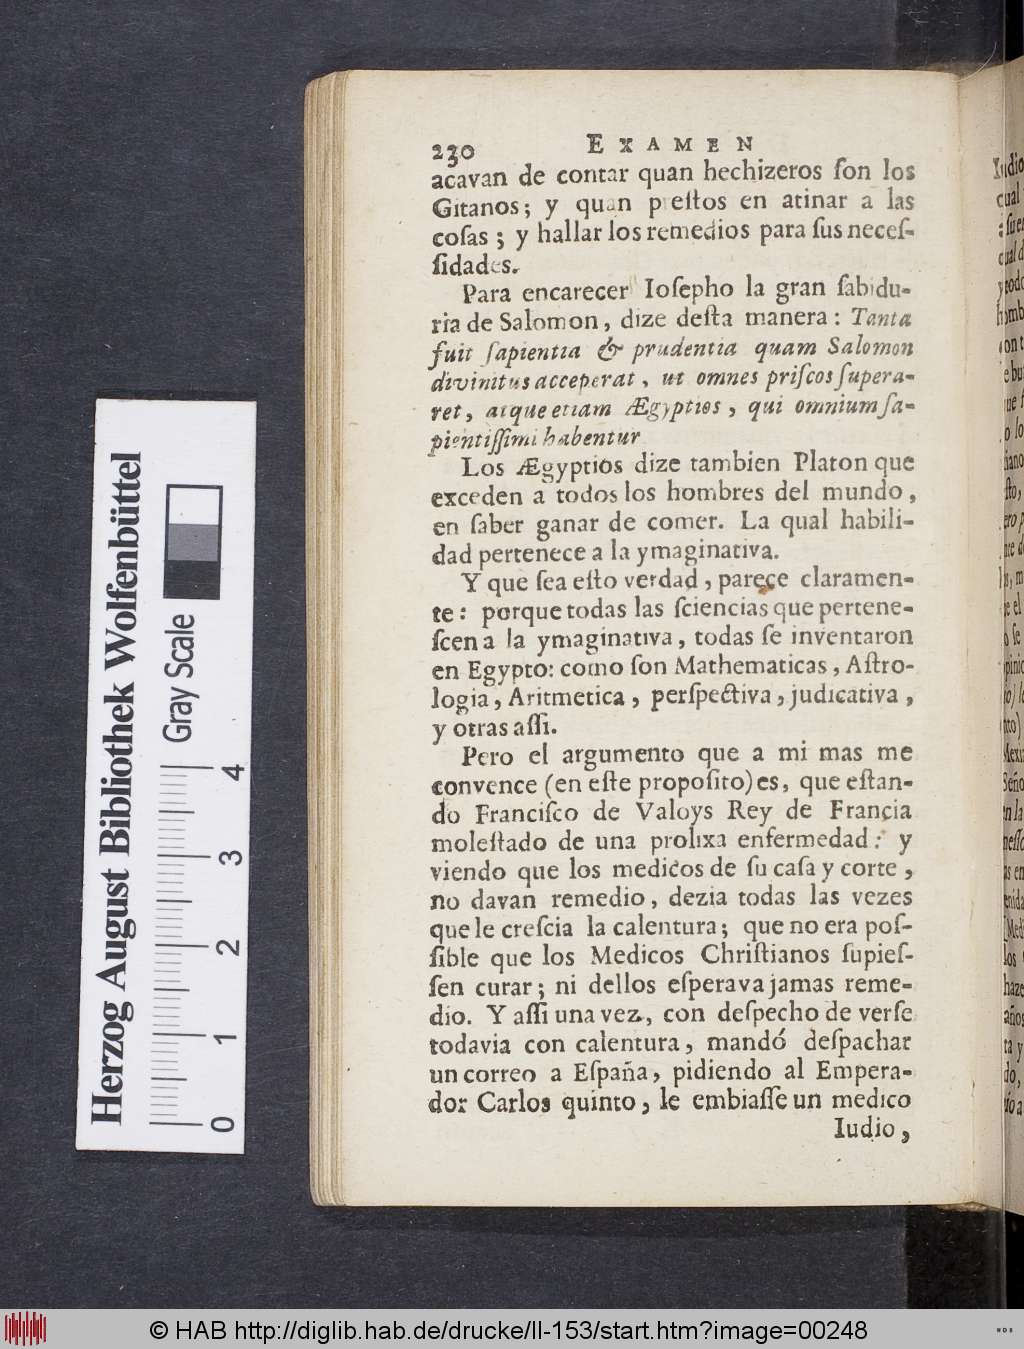 230 EXAMEN
acavan de contar quan hechizeros ſon los
Gitanos; y quan preſtos en atinar a las
coſas; y hallar los remedios para ſus neceſ-
ſidades.
Para encarecer Ioſepho la gran ſabidu-
ria de Salomon, dize deſta manera: Tanta
fuit ſapientia & prudentia quam Salomon
divinitus acceperat, ut omnes priſcos ſupera-
ret, atque etiam Ægyptios, qui omnium ſa-
pientiſſimi habentur
Los Ægyptios dize tambien Platon que
exceden a todos los hombres del mundo,
en ſaber ganar de comer. La qual habili-
dad pertenece a la ymaginativa.
Y que ſea eſto verdad, parece claramen-
te: porque todas las ſciencias que pertene-
ſcen a la ymaginativa, todas ſe inventaron
en Egypto: como ſon Mathematicas, Aſtro-
logia, Aritmetica, perſpectiva, judicativa,
y otras aſſi.
Pero el argumento que a mi mas me
convence (en eſte propoſito) es, que eſtan-
do Franciſco de Valoys Rey de Francia
moleſtado de una prolixa enfermedad: y
viendo que los medicos de ſu caſa y corte,
no davan remedio, dezia todas las vezes
que le creſcia la calentura; que no era poſ-
ſible que los Medicos Chriſtianos ſupieſ-
ſen curar; ni dellos eſperava jamas reme-
dio. Y aſſi una vez, con deſpecho de verſe
todavia con calentura, mandó deſpachar
un correo a Eſpaña, pidiendo al Empera-
dor Carlos quinto, le embiaſſe un medico
Iudio,
Herzog August Bibliothek Wolfenbüttel
Gray Scale
0 1 2 3 4
© HAB http://diglib.hab.de/drucke/ll-153/start.htm?image=00248